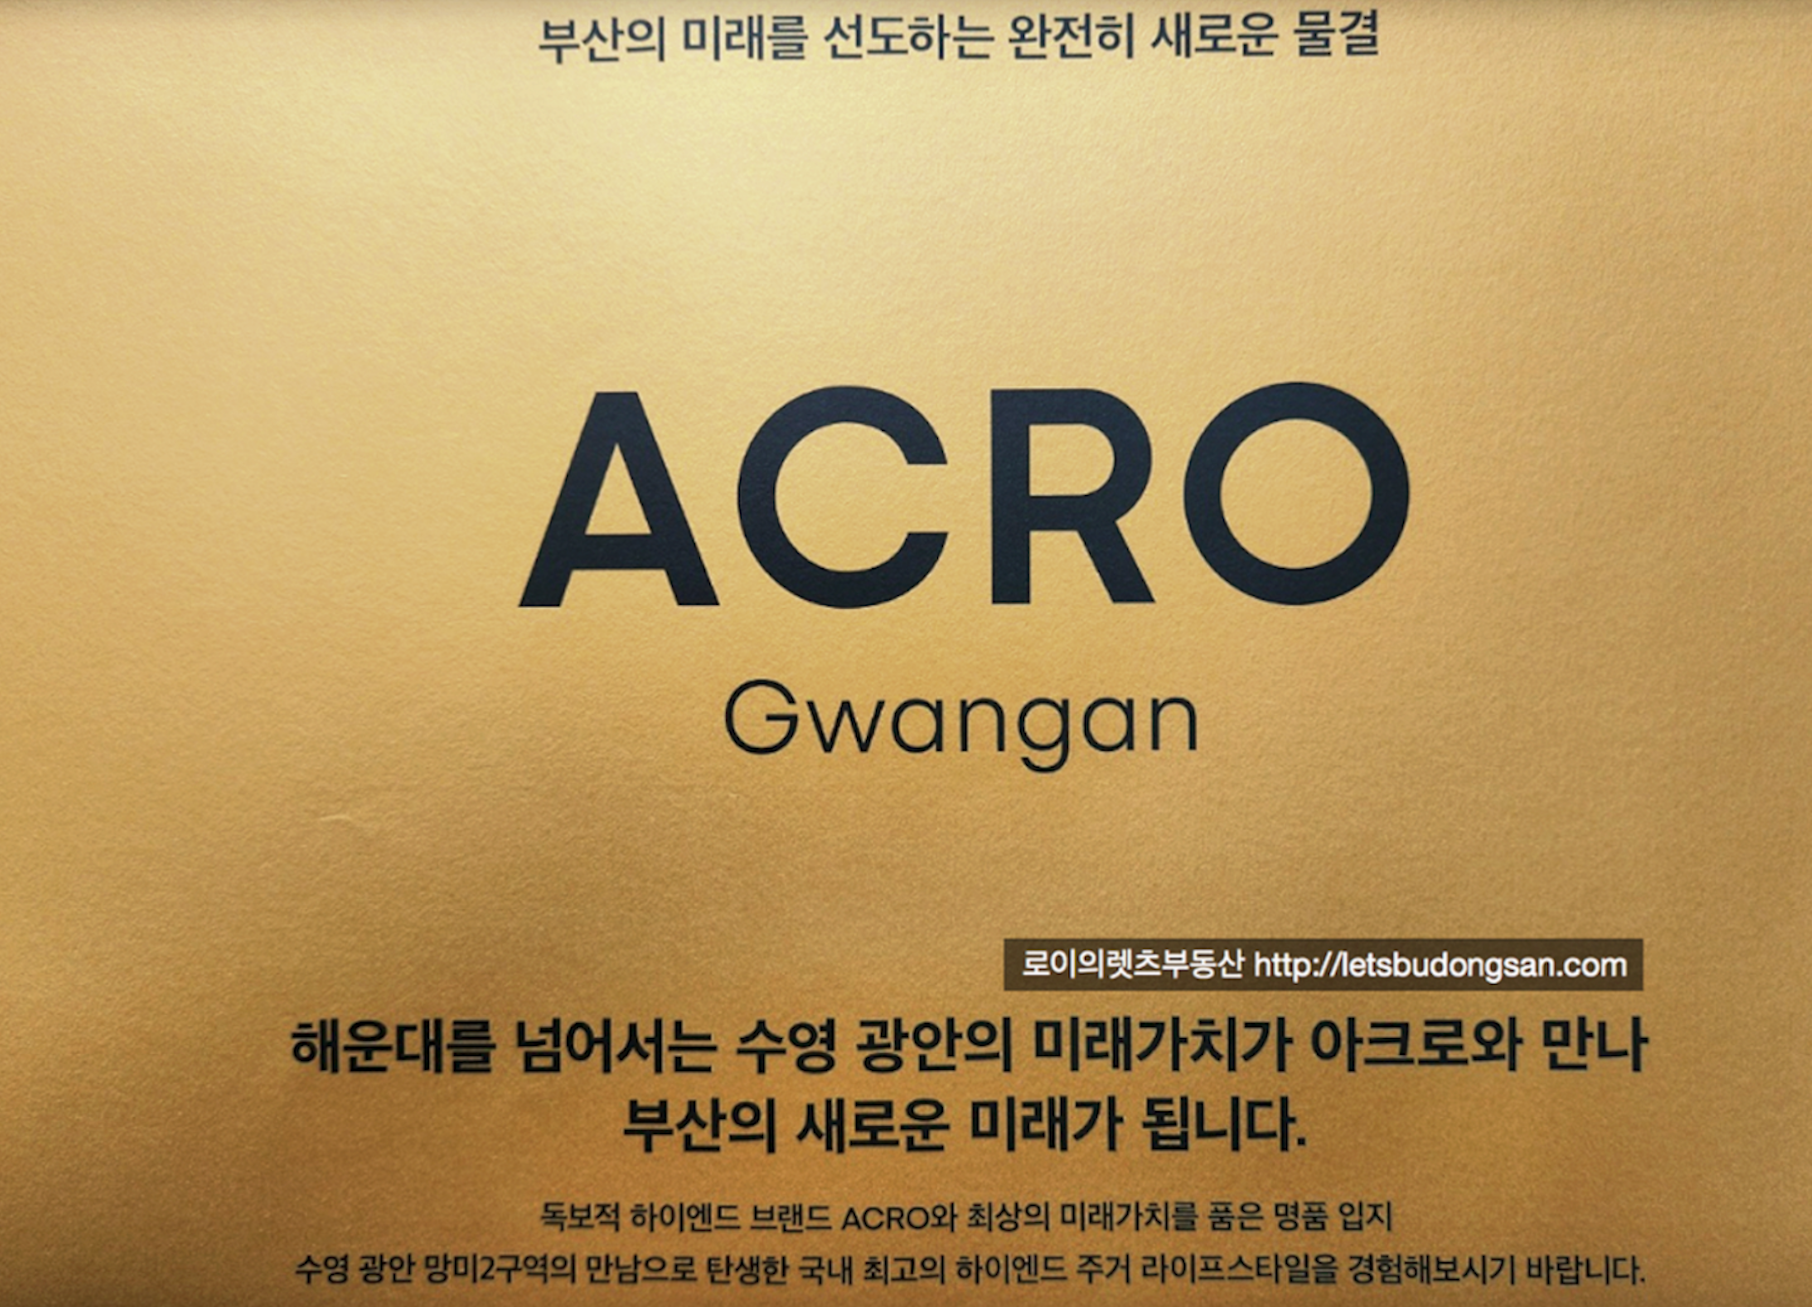 부산의 미래를 선도하는 완전히 새로운 물결
ACRO
Gwangan
로이의렛츠부동산 http://letsbudongsan.com
해운대를 넘어서는 수영 광안의 미래가치가 아크로와 만나
부산의 새로운 미래가 됩니다.
독보적 하이엔드 브랜드 ACRO와 최상의 미래가치를 품은 명품 입지
수영 광안 망미2구역의 만남으로 탄생한 국내 최고의 하이엔드 주거 라이프스타일을 경험해보시기 바랍니다.